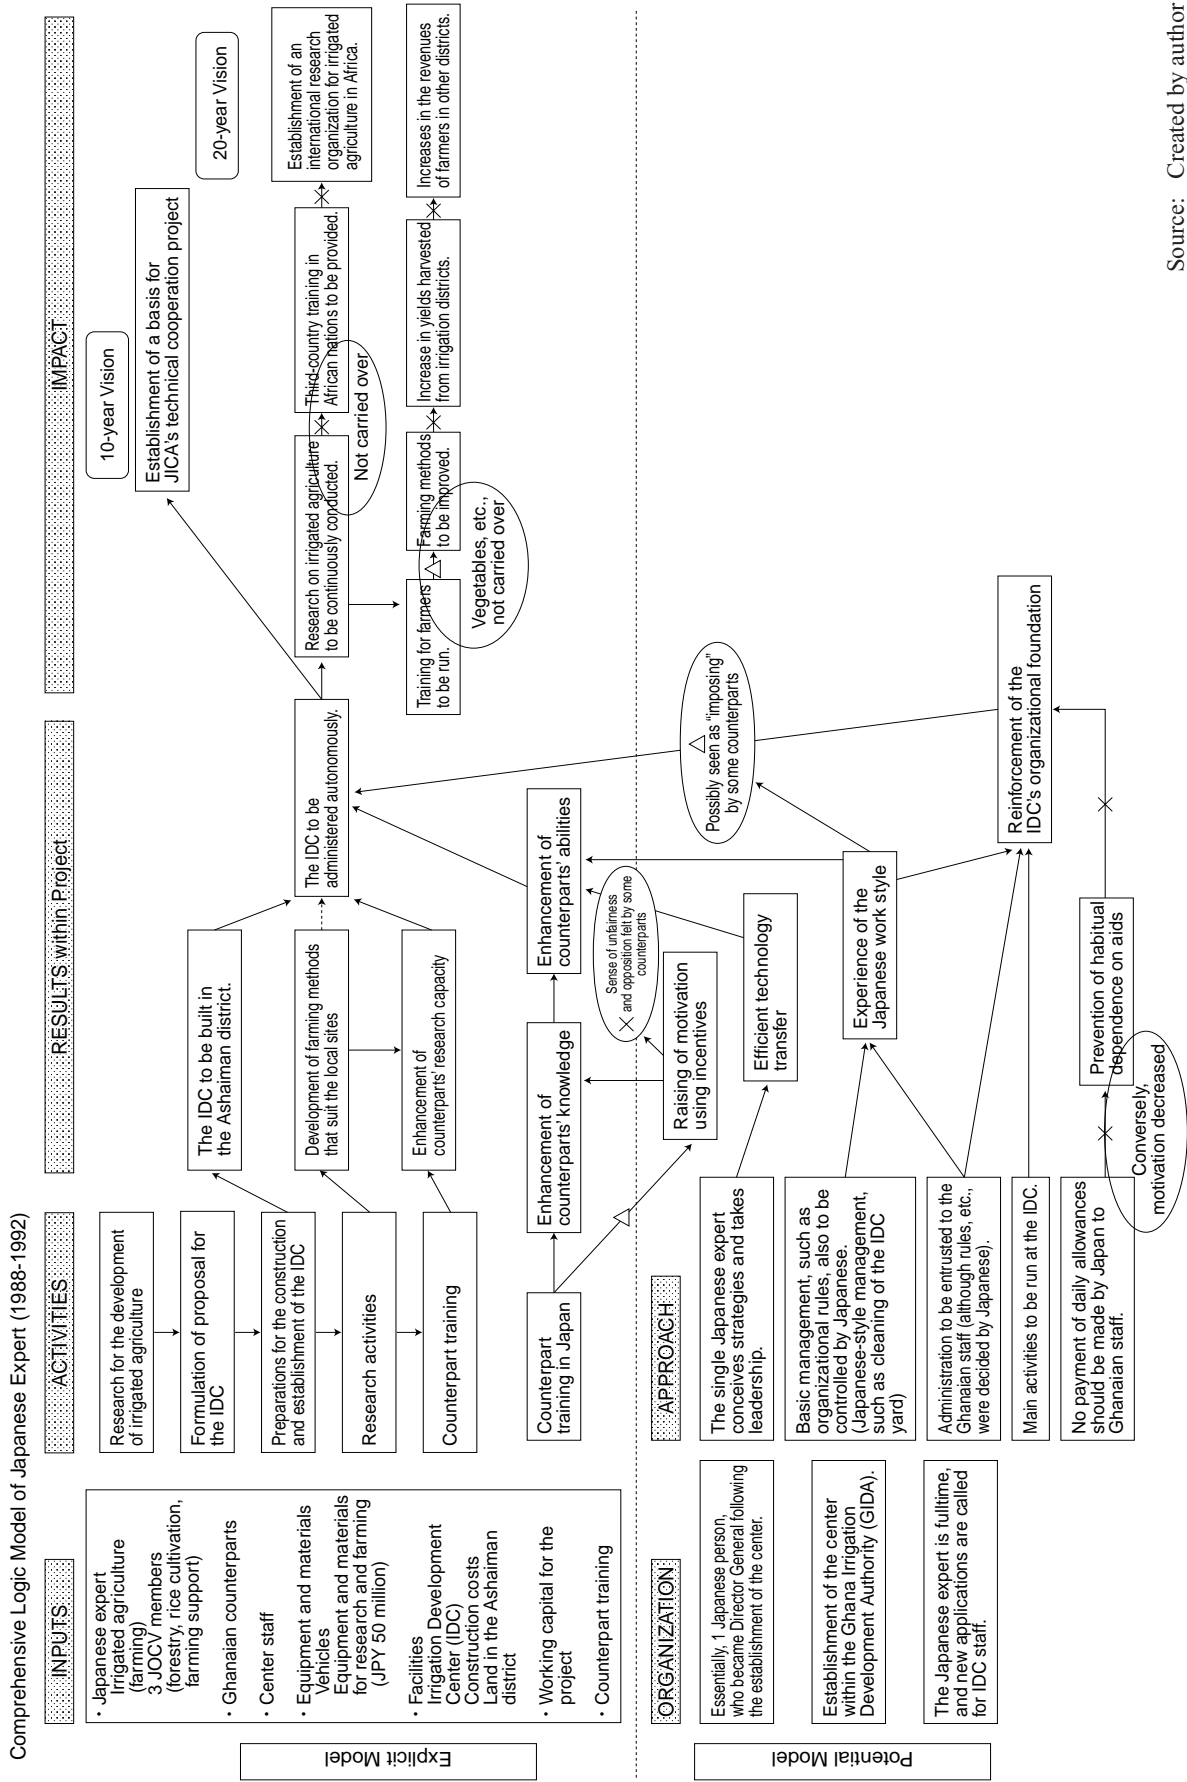 Comprehensive Logic Model of Japanese Expert (1988-1992)
INPUTS
ACTIVITIES
RESULTS within Project
IMPACT
Explicit Model
・Japanese expert
Irrigated agriculture
(farming)
3 JOCV members
(forestry, rice cultivation,
farming support)
・Ghanaian counterparts
・Center staff
・Equipment and materials
Vehicles
Equipment and materials
for research and farming
(JPY 50 million)
・Facilities
Irrigation Development
Center (IDC)
Construction costs
Land in the Ashaiman
district
・Working capital for the
project
・Counterpart training
Research for the development
of irrigated agriculture
Formulation of proposal for
the IDC
Preparations for the construction
and establishment of the IDC
Research activities
Counterpart training
Counterpart
training in Japan
The IDC to be built in
the Ashaiman district.
Development of farming methods
that suit the local sites
Enhancement of
counterparts' research capacity
Enhancement of
counterparts' knowledge
Enhancement of
counterparts' abilities
The IDC to be
administered autonomously.
10-year Vision
20-year Vision
Establishment of a basis for
JICA's technical cooperation project
Research on irrigated agriculture
to be continuously conducted.
Third-country training in
African nations to be provided.
Establishment of an
international research
organization for irrigated
agriculture in Africa.
Not carried over
Training for farmers
to be run.
Farming methods
to be improved.
Increase in yields harvested
from irrigation districts.
Increases in the revenues
of farmers in other districts.
Vegetables, etc.,
not carried over
Potential Model
ORGANIZATION
APPROACH
Essentially, 1 Japanese person,
who became Director General following
the establishment of the center.
Establishment of the center
within the Ghana Irrigation
Development Authority (GIDA).
The Japanese expert is fulltime,
and new applications are called
for IDC staff.
The single Japanese expert
conceives strategies and takes
leadership.
Basic management, such as
organizational rules, also to be
controlled by Japanese.
(Japanese-style management,
such as cleaning of the IDC
yard)
Administration to be entrusted to the
Ghanaian staff (although rules, etc.,
were decided by Japanese).
Main activities to be run at the IDC.
No payment of daily allowances
should be made by Japan to
Ghanaian staff.
Sense of unfairness
and opposition felt by some
counterparts
Raising of motivation
using incentives
Efficient technology
transfer
Experience of the
Japanese work style
Possibly seen as "imposing"
by some counterparts
Reinforcement of the
IDC's organizational foundation
Prevention of habitual
dependence on aids
Conversely,
motivation decreased
Source: Created by author